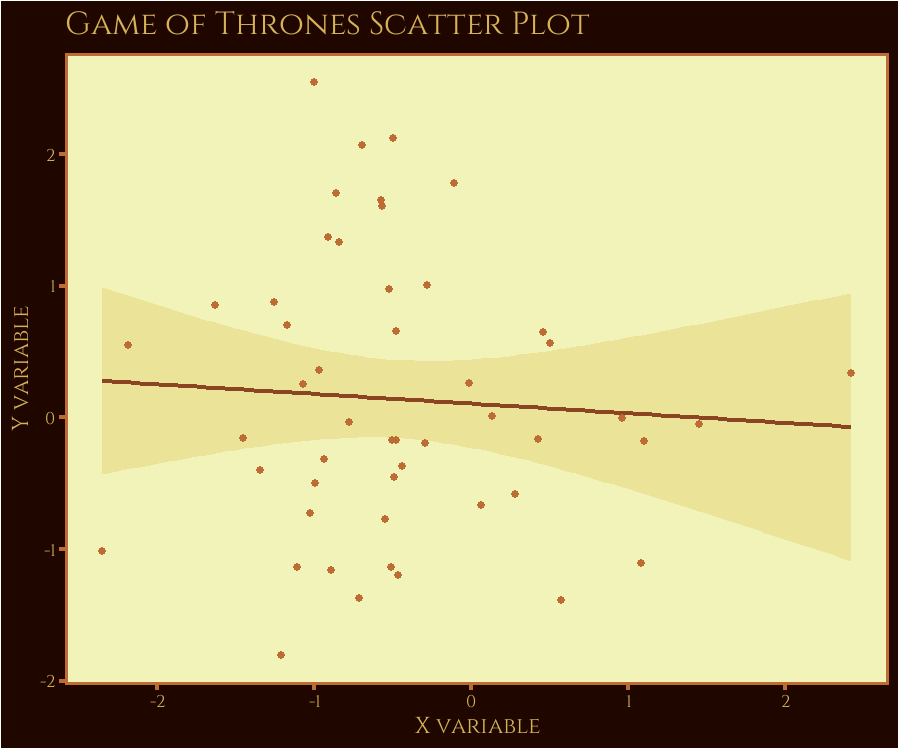 Game of Thrones Scatter Plot
Y variable
2
1
0
-1
-2
-2 -1 0 1 2
X variable